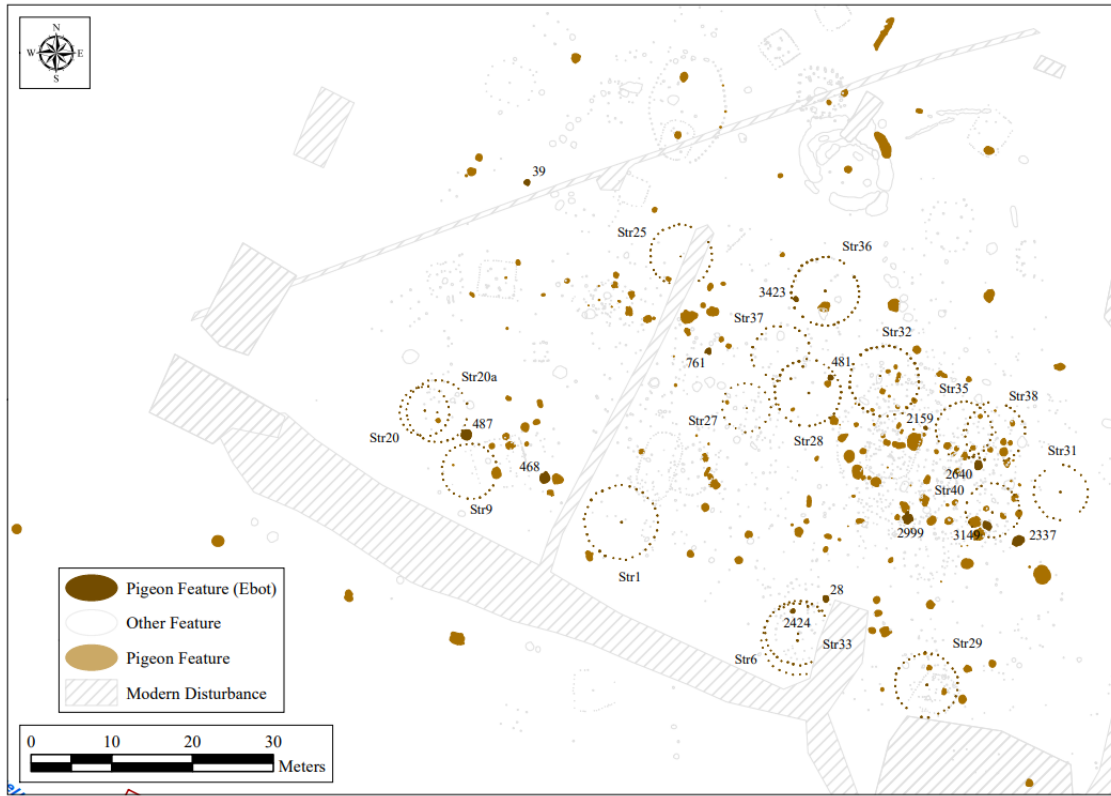 N
W E
S
39
Str25
Str36
3423
Str37
Str32
761
481
Str20a
Str35
Str38
Str27
2159
Str20
487
Str28
Str31
468
2640
Str9
Str40
2999
3149
2337
Str1
28
2424
Str6
Str33
Str29
Pigeon Feature (Ebot)
Other Feature
Pigeon Feature
Modern Disturbance
0 10 20 30
Meters